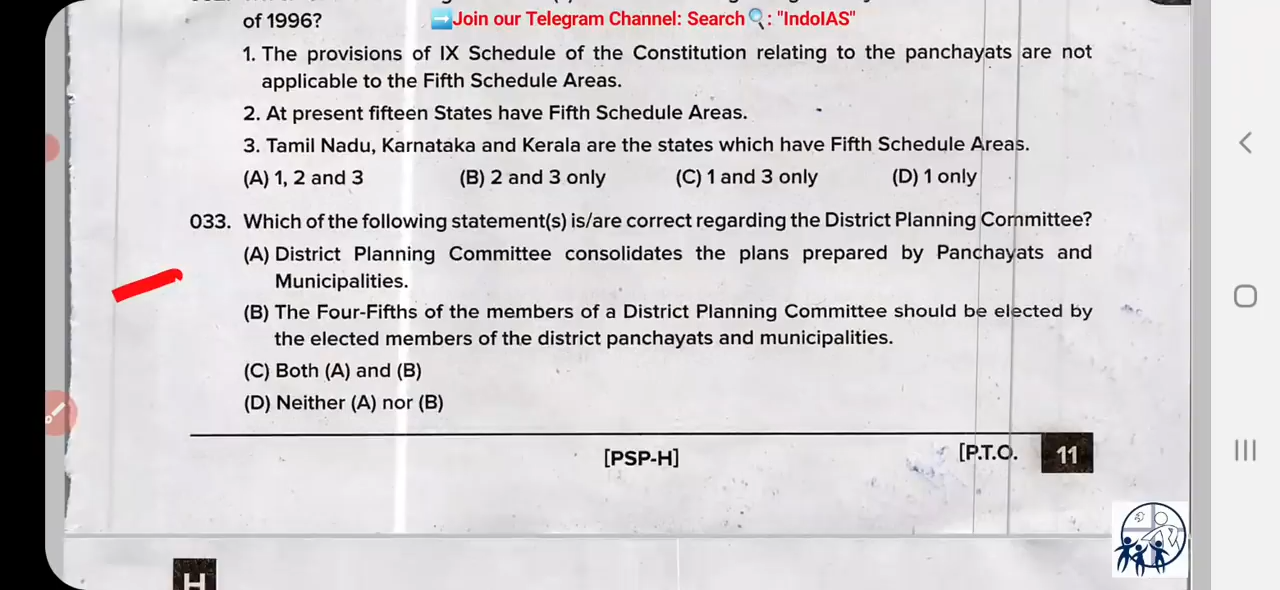 of 1996?
➡Join our Telegram Channel: Search🔍: "IndoIAS"
1. The provisions of IX Schedule of the Constitution relating to the panchayats are not
applicable to the Fifth Schedule Areas.
2. At present fifteen States have Fifth Schedule Areas.
3. Tamil Nadu, Karnataka and Kerala are the states which have Fifth Schedule Areas.
(A) 1, 2 and 3 (B) 2 and 3 only (C) 1 and 3 only (D) 1 only
033. Which of the following statement(s) is/are correct regarding the District Planning Committee?
(A) District Planning Committee consolidates the plans prepared by Panchayats and
Municipalities.
(B) The Four-Fifths of the members of a District Planning Committee should be elected by
the elected members of the district panchayats and municipalities.
(C) Both (A) and (B)
(D) Neither (A) nor (B)
[PSP-H] [P.T.O. 11
H